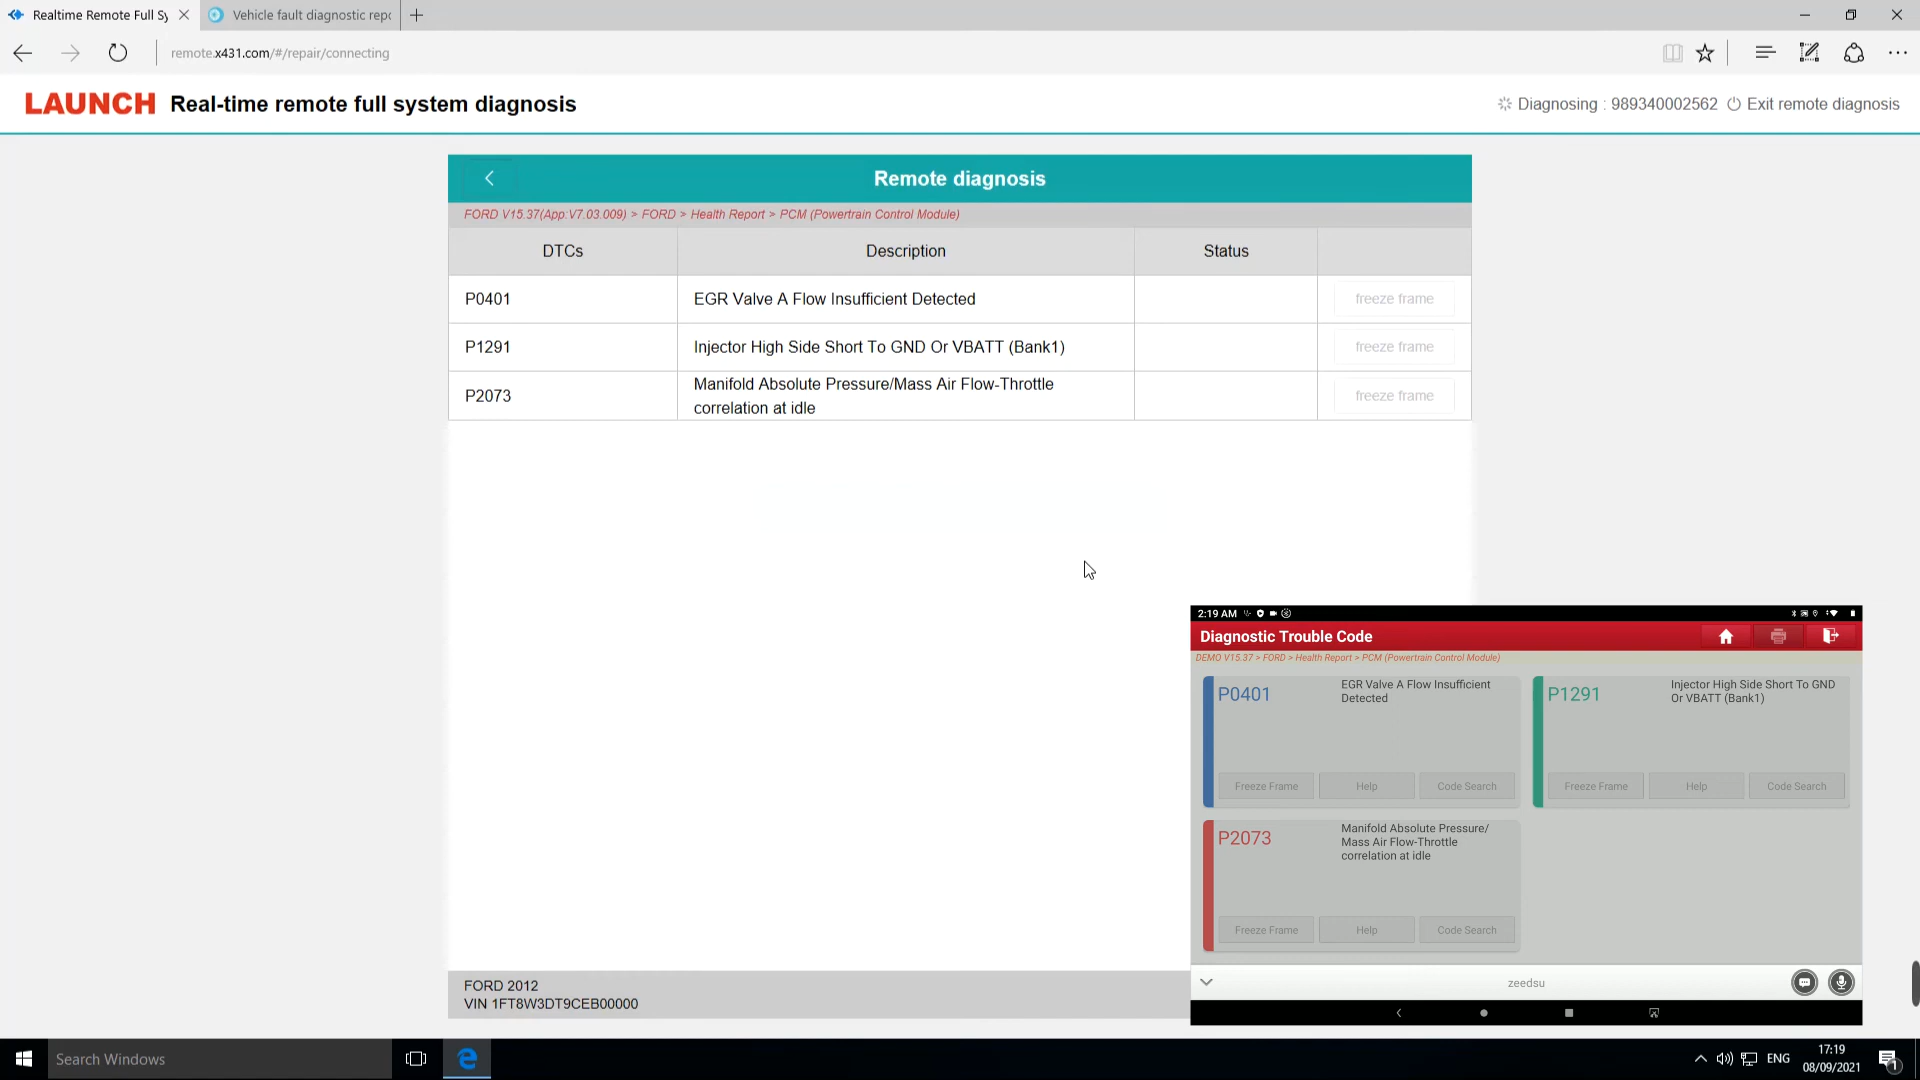 Realtime Remote Full Sy
Vehicle fault diagnostic repo
remote.x431.com/#/repair/connecting
LAUNCH Real-time remote full system diagnosis
Diagnosing : 989340002562 Exit remote diagnosis
Remote diagnosis
FORD V15.37(App:V7.03.009) > FORD > Health Report > PCM (Powertrain Control Module)
DTCs Description Status
P0401 EGR Valve A Flow Insufficient Detected freeze frame
P1291 Injector High Side Short To GND Or VBATT (Bank1) freeze frame
P2073 Manifold Absolute Pressure/Mass Air Flow-Throttle
correlation at idle freeze frame
FORD 2012
VIN 1FT8W3DT9CEB00000
2:19 AM
Diagnostic Trouble Code
DEMO V15.37 > FORD > Health Report > PCM (Powertrain Control Module)
P0401 EGR Valve A Flow Insufficient
Detected
Freeze Frame Help Code Search
P1291 Injector High Side Short To GND
Or VBATT (Bank1)
Freeze Frame Help Code Search
P2073 Manifold Absolute Pressure/
Mass Air Flow-Throttle
correlation at idle
Freeze Frame Help Code Search
zeedsu
Search Windows
ENG
17:19
08/09/2021
1